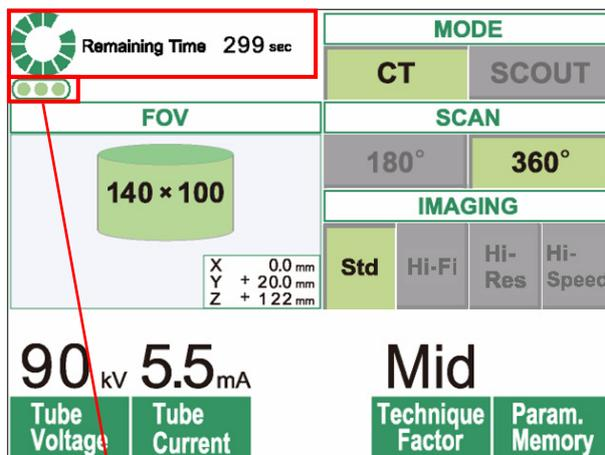 Remaining Time 299 sec
MODE
CT SCOUT
FOV
SCAN
140 × 100
180° 360°
IMAGING
X 0.0 mm
Y + 20.0 mm
Z + 122 mm
Std Hi-Fi Hi-Res Hi-Speed
90 kV 5.5 mA Mid
Tube Voltage
Tube Current
Technique Factor
Param. Memory